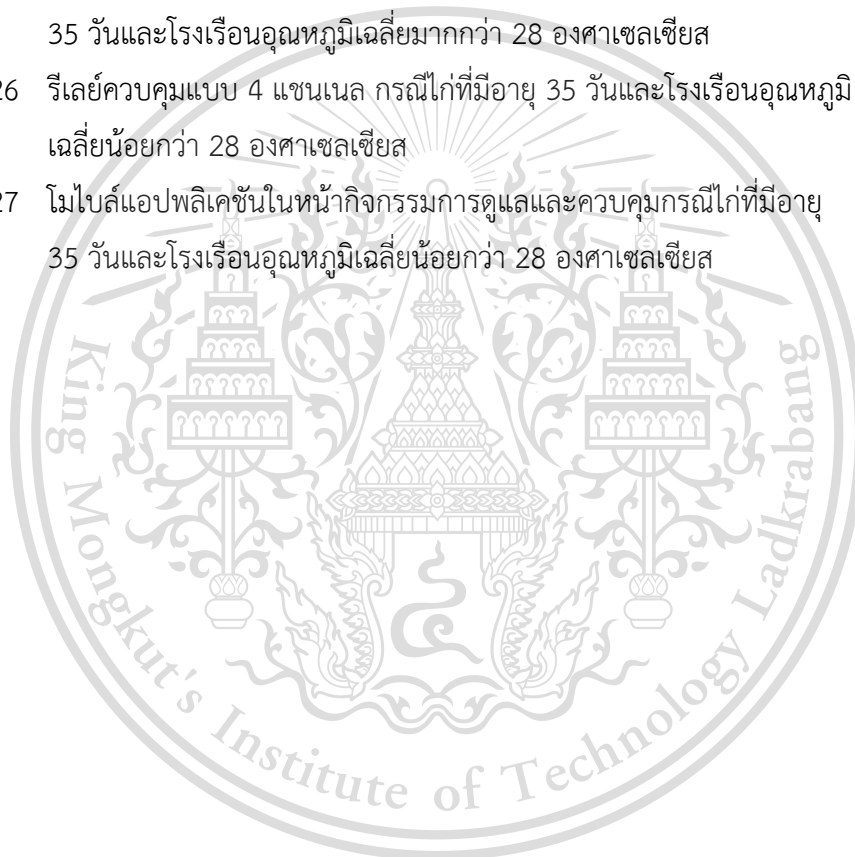 35 วันและโรงเรือนอุณหภูมิเฉลี่ยมากกว่า 28 องศาเซลเซียส
26 รีเลย์ควบคุมแบบ 4 แชนเนล กรณีไก่ที่มีอายุ 35 วันและโรงเรือนอุณหภูมิ
เฉลี่ยน้อยกว่า 28 องศาเซลเซียส
27 โมไบล์แอปพลิเคชันในหน้ากิจกรรมการดูแลและควบคุมกรณีไก่ที่มีอายุ
35 วันและโรงเรือนอุณหภูมิเฉลี่ยน้อยกว่า 28 องศาเซลเซียส
King Mongkut's Institute of Technology Ladkrabang